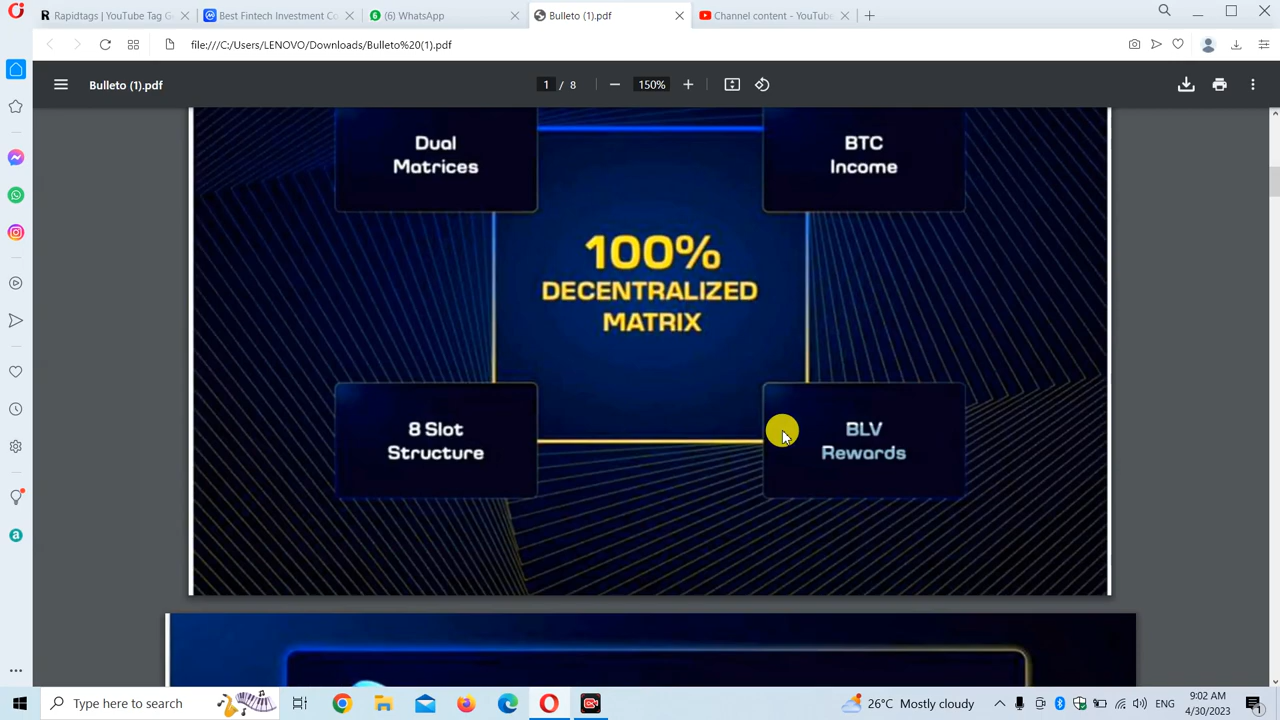 Rapidtags | YouTube Tag G
Best Fintech Investment Co
(6) WhatsApp
Bulleto (1).pdf
Channel content - YouTube
file:///C:/Users/LENOVO/Downloads/Bulleto%20(1).pdf
Bulleto (1).pdf
1 / 8
150%
Dual
Matrices
BTC
Income
100%
DECENTRALIZED
MATRIX
8 Slot
Structure
BLV
Rewards
Type here to search
26°C Mostly cloudy
ENG
9:02 AM
4/30/2023